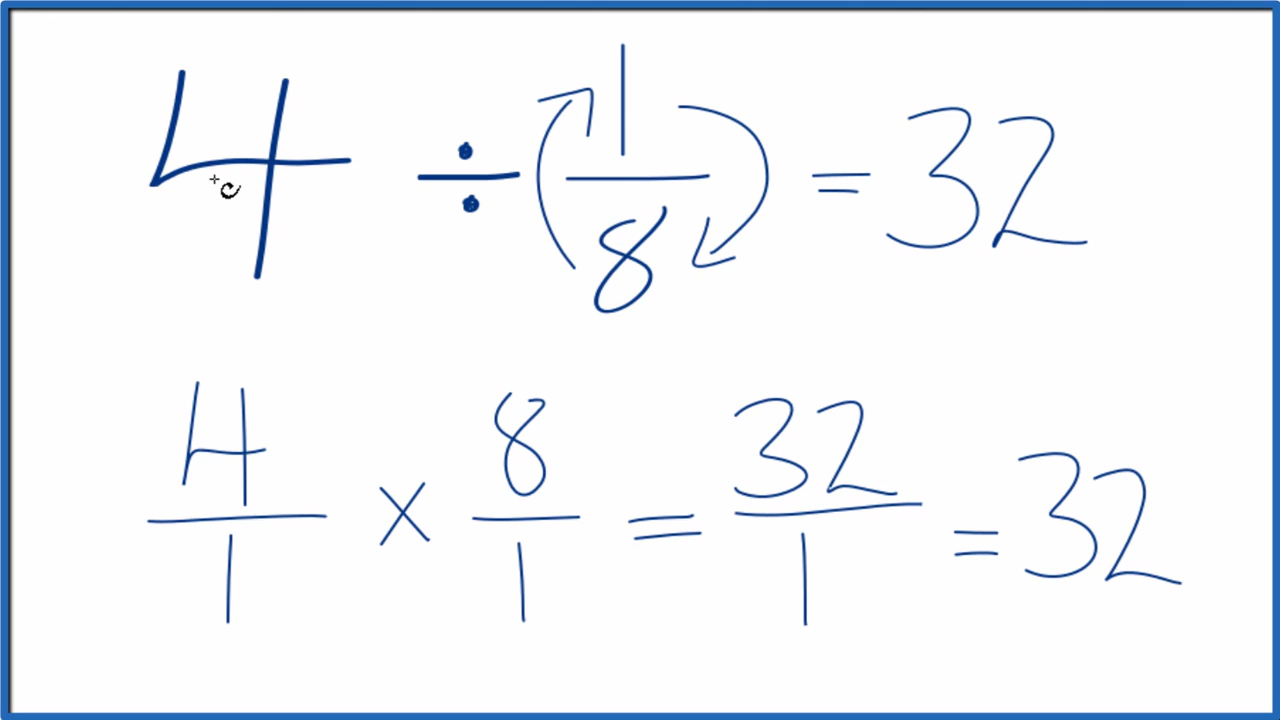 4 ÷ 1/8 = 32
4/1 × 8/1 = 32/1 = 32